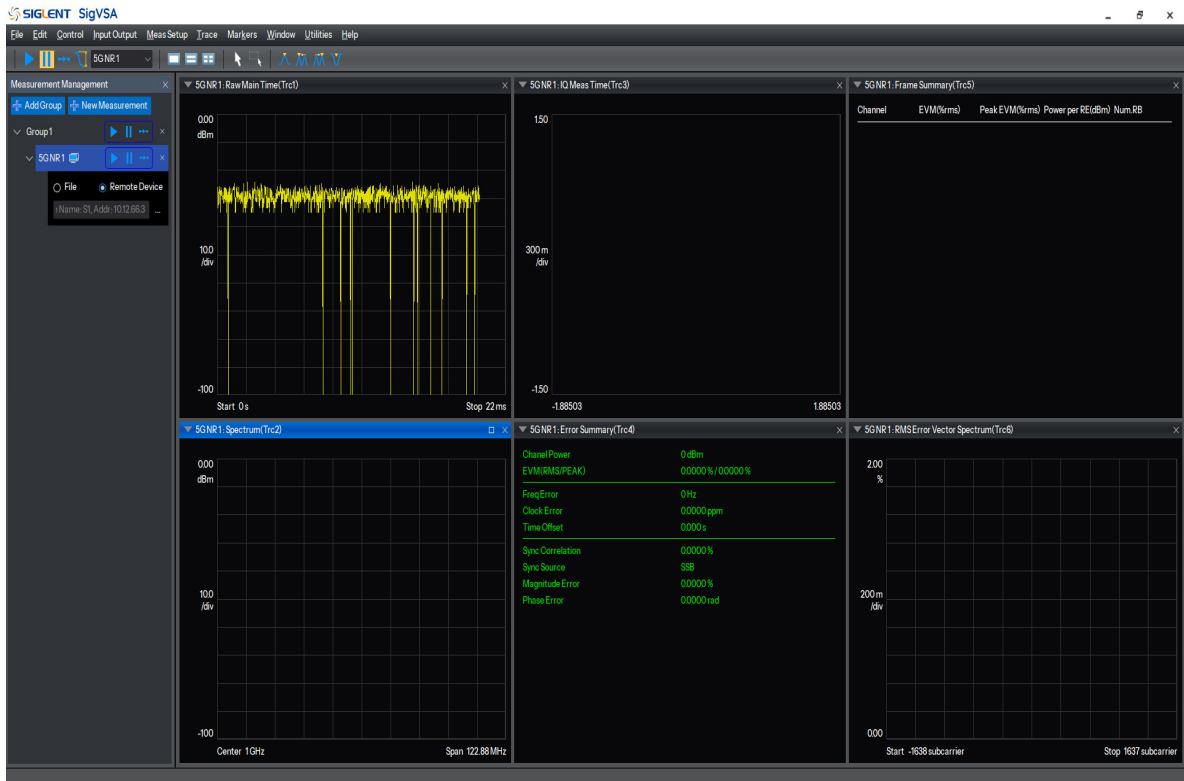 SIGLENT SigVSA
File Edit Control Input Output Meas Setup Trace Markers Window Utilities Help
5G NR 1
Measurement Management
Add Group New Measurement
Group1
5G NR 1
File Remote Device
Name: S1, Addr: 10.12.66.3 ...
5G NR 1: Raw Main Time(Trc1)
0.00
dBm
10.0
/div
-100
Start 0 s Stop 22 ms
5G NR 1: IQ Meas Time(Trc3)
1.50
300 m
/div
-1.50
-1.88503 1.88503
5G NR 1: Frame Summary(Trc5)
Channel EVM(%rms) Peak EVM(%rms) Power per RE(dBm) Num.RB
5G NR 1: Spectrum(Trc2)
0.00
dBm
10.0
/div
-100
Center 1 GHz Span 122.88 MHz
5G NR 1: Error Summary(Trc4)
Chanel Power 0 dBm
EVM(RMS/PEAK) 0.0000 % / 0.0000 %
Freq Error 0 Hz
Clock Error 0.0000 ppm
Time Offset 0.000 s
Sync Correlation 0.0000 %
Sync Source SSB
Magnitude Error 0.0000 %
Phase Error 0.0000 rad
5G NR 1: RMS Error Vector Spectrum(Trc6)
2.00
%
200 m
/div
0.00
Start -1638 subcarrier Stop 1637 subcarrier